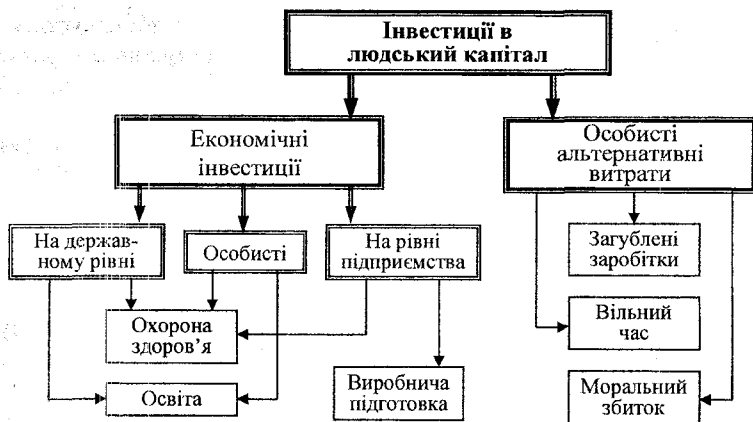 Інвестиції в
людський капітал
Економічні
інвестиції
Особисті
альтернативні
витрати
На держав-
ному рівні
Особисті
На рівні
підприємства
Загублені
заробітки
Охорона
здоров’я
Вільний
час
Освіта
Виробнича
підготовка
Моральний
збиток